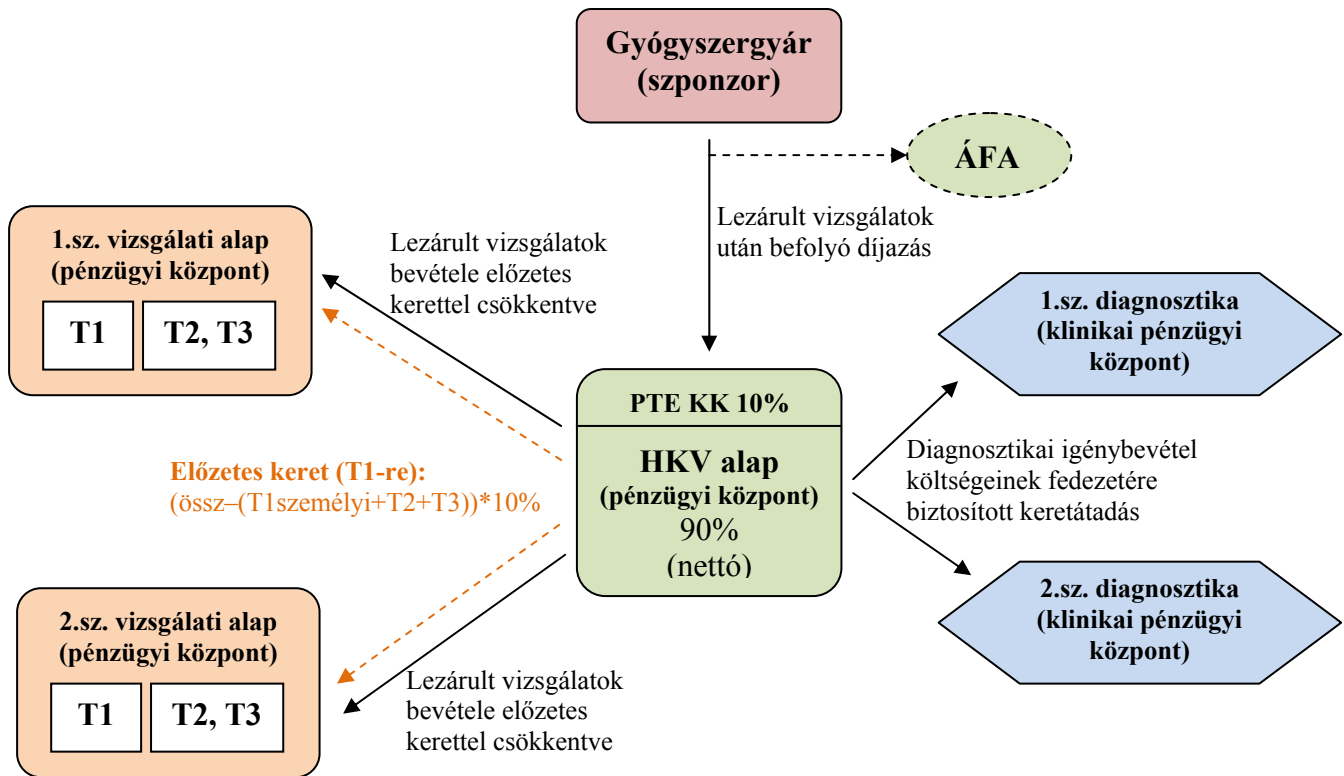 Gyógyszergyár
(szponzor)
ÁFA
Lezárult vizsgálatok
után befolyó díjazás
1.sz. vizsgálati alap
(pénzügyi központ)
T1
T2, T3
Lezárult vizsgálatok
bevétele előzetes
kerettel csökkentve
1.sz. diagnosztika
(klinikai pénzügyi
központ)
PTE KK 10%
HKV alap
(pénzügyi központ)
90%
(nettó)
Előzetes keret (T1-re):
(össz–(T1személyi+T2+T3))*10%
Diagnosztikai igénybevétel
költségeinek fedezetére
biztosított keretátadás
2.sz. vizsgálati alap
(pénzügyi központ)
T1
T2, T3
Lezárult vizsgálatok
bevétele előzetes
kerettel csökkentve
2.sz. diagnosztika
(klinikai pénzügyi
központ)